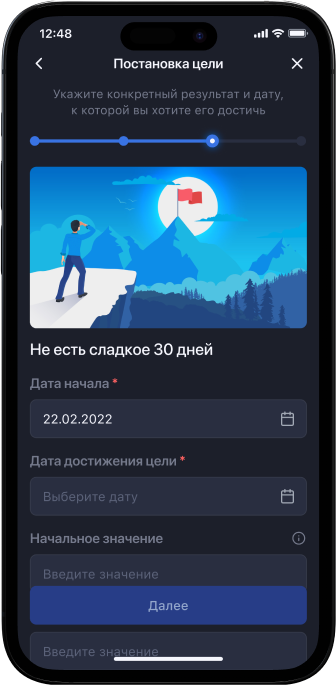 12:48
Постановка цели
Укажите конкретный результат и дату,
к которой вы хотите его достичь
Не есть сладкое 30 дней
Дата начала *
22.02.2022
Дата достижения цели *
Выберите дату
Начальное значение
Введите значение
Далее
Введите значение